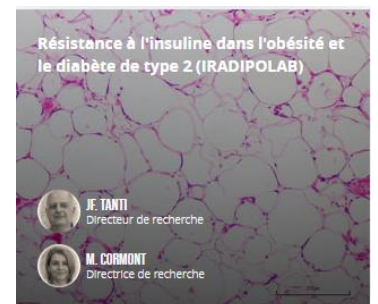 Résistance à l'insuline dans l'obésité et
le diabète de type 2 (IRADIPOLAB)
JF. TANTI
Directeur de recherche
M. CORMONT
Directrice de recherche